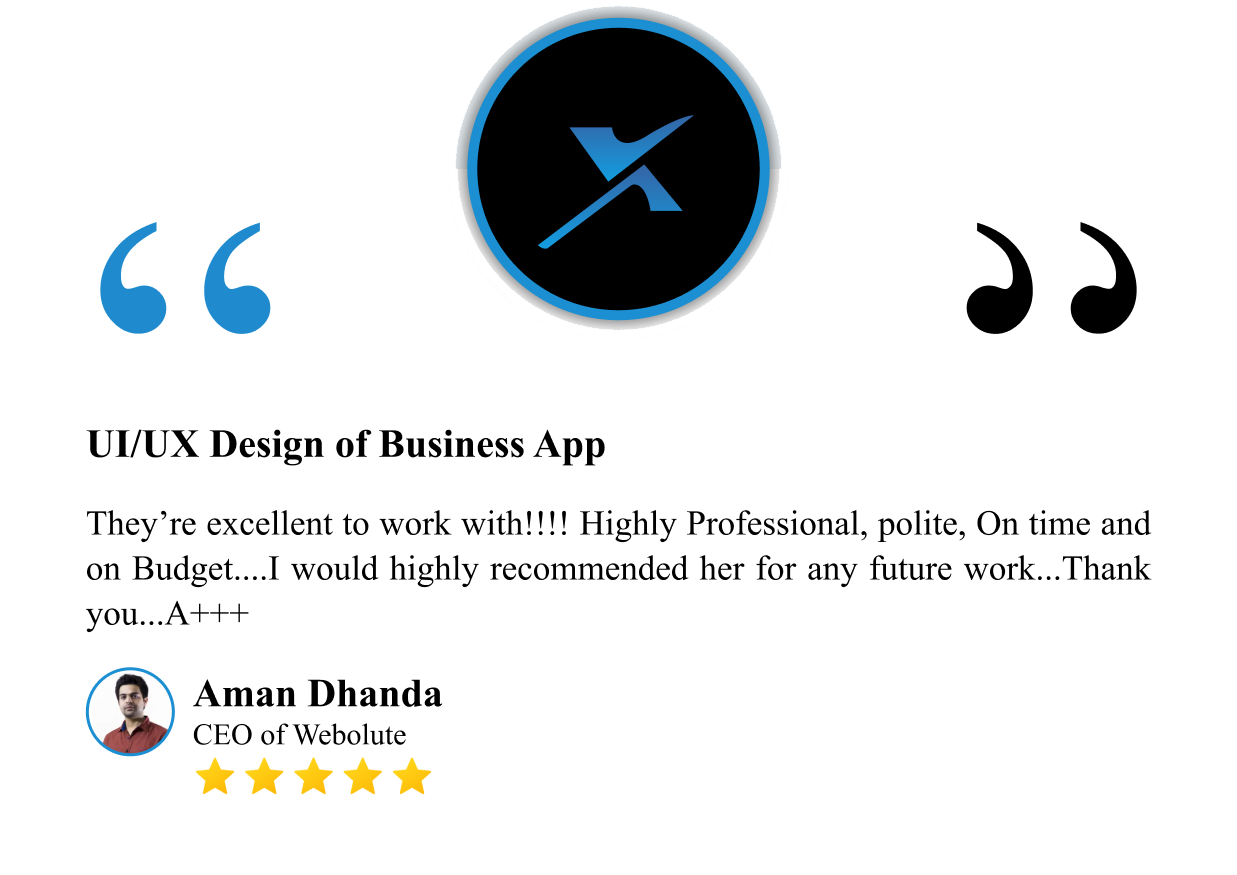 “ ”
UI/UX Design of Business App
They’re excellent to work with!!!! Highly Professional, polite, On time and
on Budget....I would highly recommended her for any future work...Thank
you...A+++
Aman Dhanda
CEO of Webolute